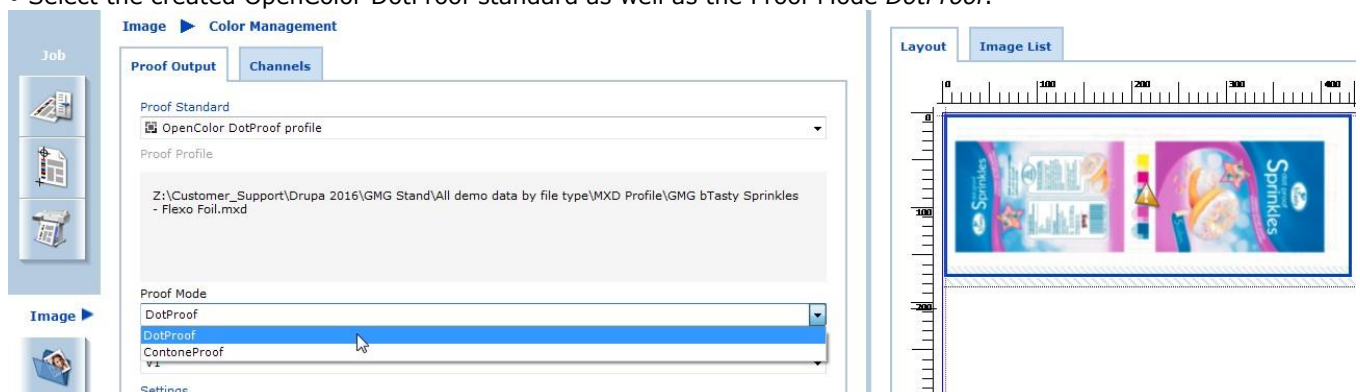 • Select the created OpenColor DotProof standard as well as the Proof Mode DotProof.
Image ▶ Color Management
Job
Proof Output
Channels
Layout
Image List
Proof Standard
OpenColor DotProof profile
Proof Profile
Z:\Customer_Support\Drupa 2016\GMG Stand\All demo data by file type\MXD Profile\GMG bTasty Sprinkles
- Flexo Foil.mxd
Proof Mode
DotProof
DotProof
ContoneProof
v1
Settings
Image ▶
0 100 200 300 400
0
100
200
Sprinkles
dot proof
Sprinkles